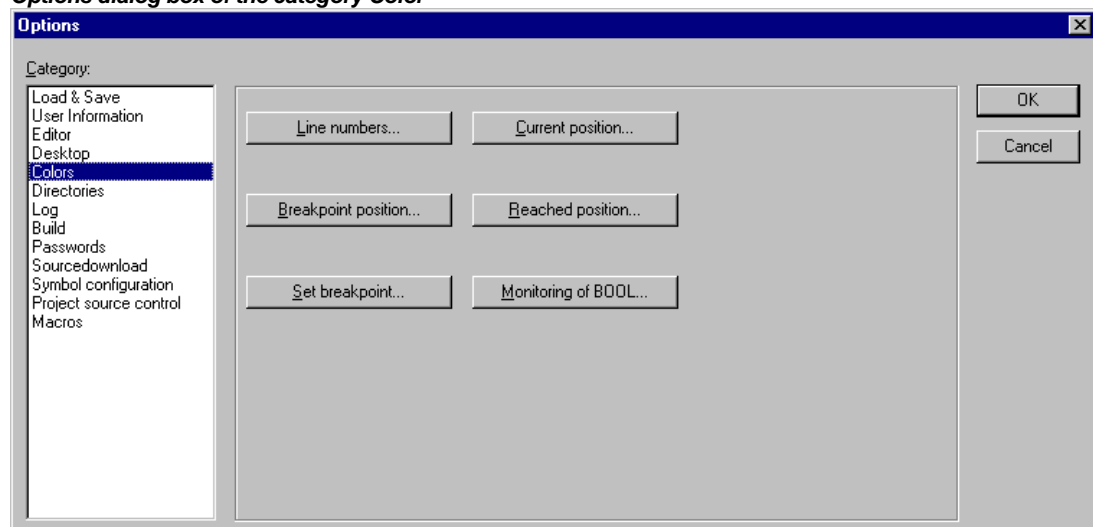 Options dialog box of the category Color
Options
Category:
Load & Save
User Information
Editor
Desktop
Colors
Directories
Log
Build
Passwords
Sourcedownload
Symbol configuration
Project source control
Macros
Line numbers...
Current position...
Breakpoint position...
Reached position...
Set breakpoint...
Monitoring of BOOL...
OK
Cancel